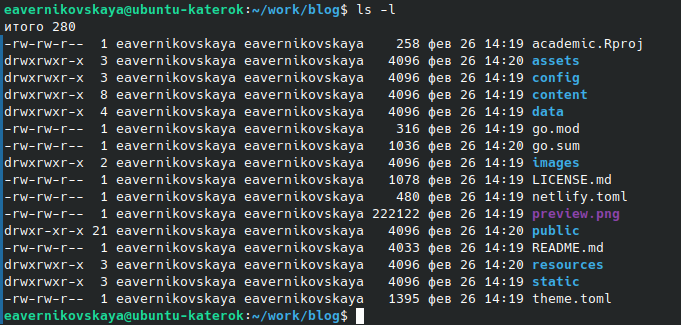 eavernikovskaya@ubuntu-katerok:~/work/blog$ ls -l
итого 280
-rw-rw-r--  1 eavernikovskaya eavernikovskaya    258 фев 26 14:19 academic.Rproj
drwxrwxr-x  3 eavernikovskaya eavernikovskaya   4096 фев 26 14:20 assets
drwxrwxr-x  3 eavernikovskaya eavernikovskaya   4096 фев 26 14:19 config
drwxrwxr-x  8 eavernikovskaya eavernikovskaya   4096 фев 26 14:19 content
drwxrwxr-x  4 eavernikovskaya eavernikovskaya   4096 фев 26 14:19 data
-rw-rw-r--  1 eavernikovskaya eavernikovskaya    316 фев 26 14:19 go.mod
-rw-rw-r--  1 eavernikovskaya eavernikovskaya   1036 фев 26 14:20 go.sum
drwxrwxr-x  2 eavernikovskaya eavernikovskaya   4096 фев 26 14:19 images
-rw-rw-r--  1 eavernikovskaya eavernikovskaya   1078 фев 26 14:19 LICENSE.md
-rw-rw-r--  1 eavernikovskaya eavernikovskaya    480 фев 26 14:19 netlify.toml
-rw-rw-r--  1 eavernikovskaya eavernikovskaya 222122 фев 26 14:19 preview.png
drwxr-xr-x 21 eavernikovskaya eavernikovskaya   4096 фев 26 14:20 public
-rw-rw-r--  1 eavernikovskaya eavernikovskaya   4033 фев 26 14:19 README.md
drwxrwxr-x  3 eavernikovskaya eavernikovskaya   4096 фев 26 14:20 resources
drwxrwxr-x  3 eavernikovskaya eavernikovskaya   4096 фев 26 14:19 static
-rw-rw-r--  1 eavernikovskaya eavernikovskaya   1395 фев 26 14:19 theme.toml
eavernikovskaya@ubuntu-katerok:~/work/blog$